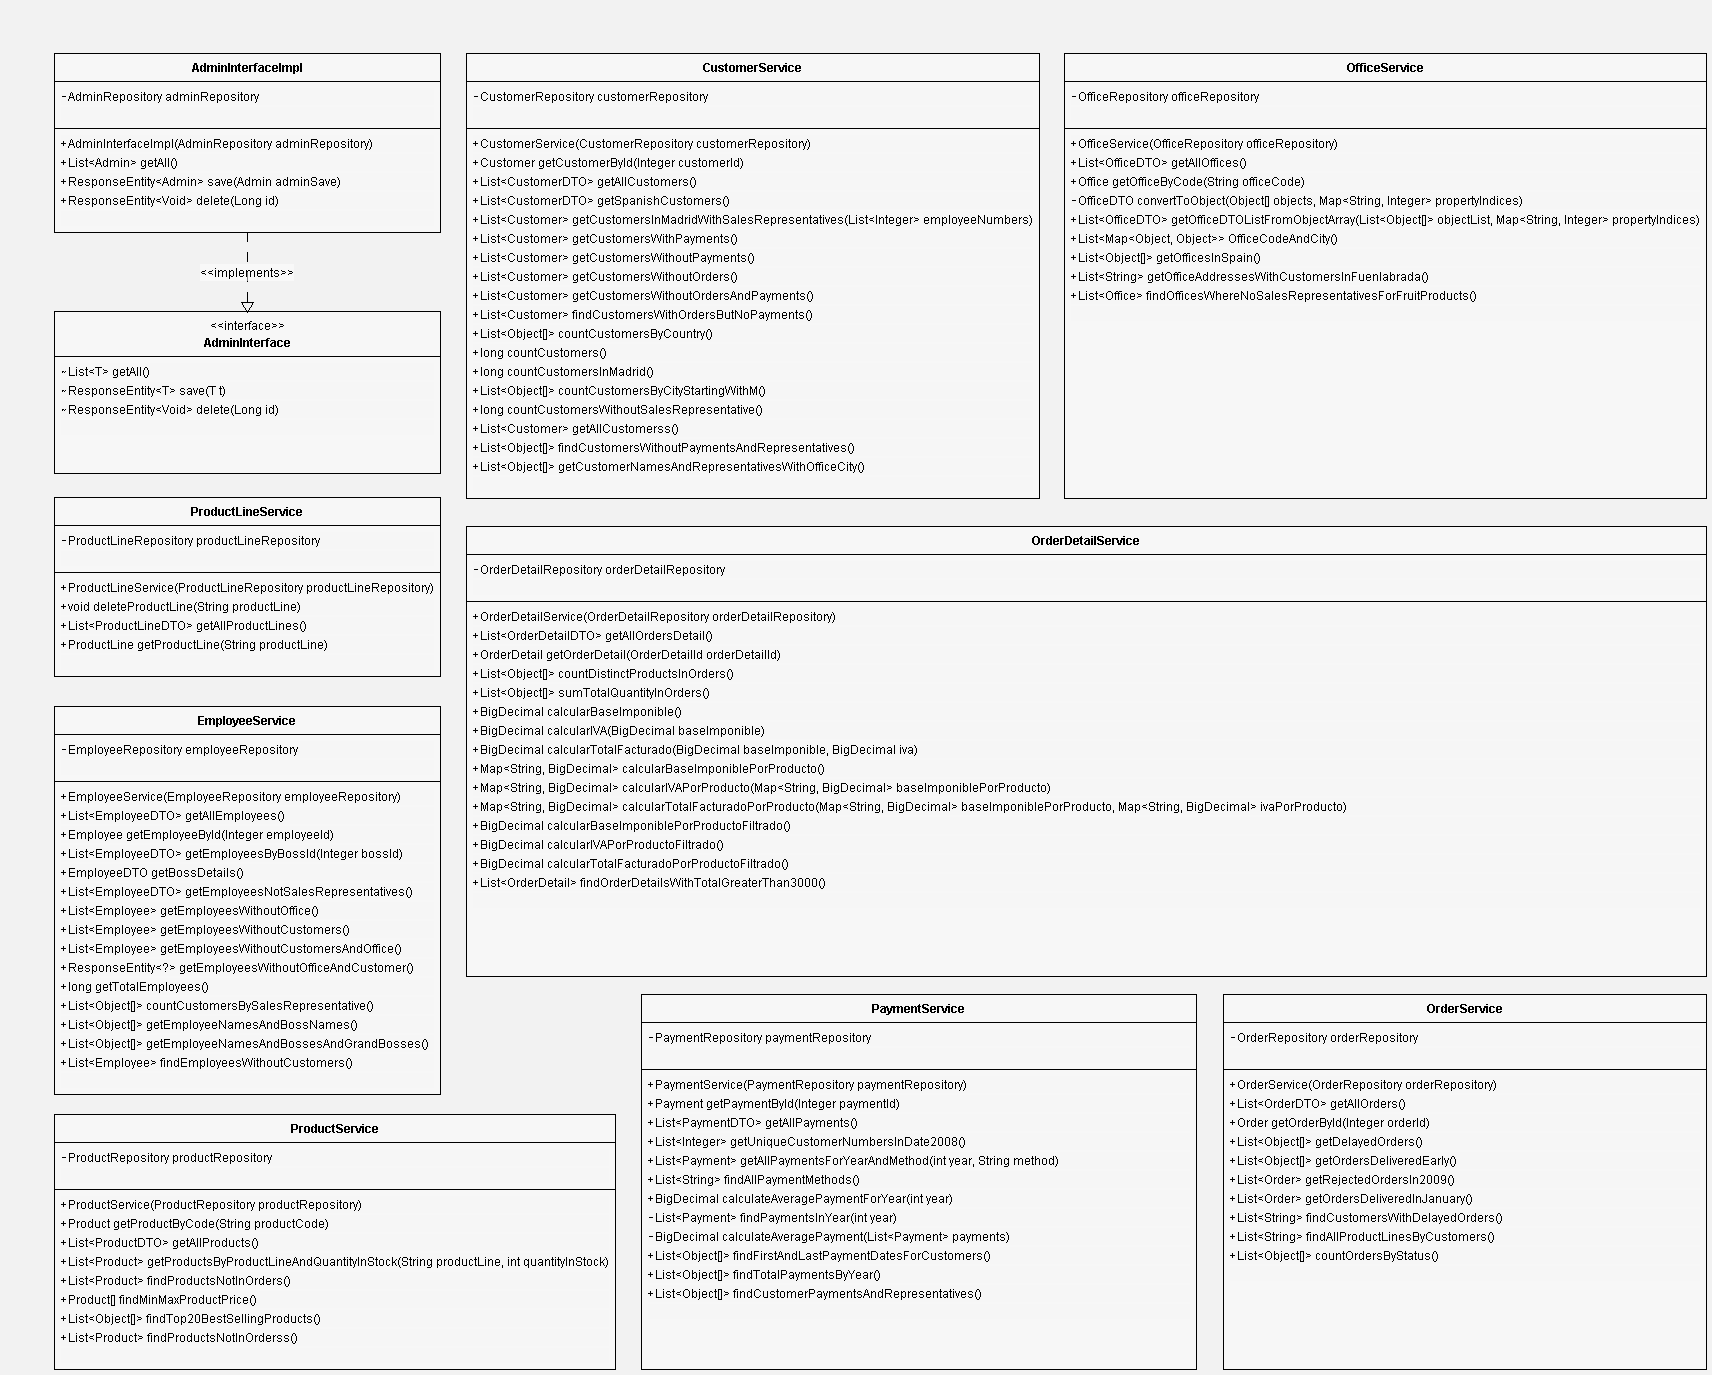 AdminInterfaceImpl
-AdminRepository adminRepository
+AdminInterfaceImpl(AdminRepository adminRepository)
+List<Admin> getAll()
+ResponseEntity<Admin> save(Admin adminSave)
+ResponseEntity<Void> delete(Long id)
<<implements>>
<<interface>>
AdminInterface
~List<T> getAll()
~ResponseEntity<T> save(T t)
~ResponseEntity<Void> delete(Long id)
CustomerService
-CustomerRepository customerRepository
+CustomerService(CustomerRepository customerRepository)
+Customer getCustomerById(Integer customerId)
+List<CustomerDTO> getAllCustomers()
+List<CustomerDTO> getSpanishCustomers()
+List<Customer> getCustomersInMadridWithSalesRepresentatives(List<Integer> employeeNumbers)
+List<Customer> getCustomersWithPayments()
+List<Customer> getCustomersWithoutPayments()
+List<Customer> getCustomersWithoutOrders()
+List<Customer> getCustomersWithoutOrdersAndPayments()
+List<Customer> findCustomersWithOrdersButNoPayments()
+List<Object[]> countCustomersByCountry()
+long countCustomers()
+long countCustomersInMadrid()
+List<Object[]> countCustomersByCityStartingWithM()
+long countCustomersWithoutSalesRepresentative()
+List<Customer> getAllCustomerss()
+List<Object[]> findCustomersWithoutPaymentsAndRepresentatives()
+List<Object[]> getCustomerNamesAndRepresentativesWithOfficeCity()
OfficeService
-OfficeRepository officeRepository
+OfficeService(OfficeRepository officeRepository)
+List<OfficeDTO> getAllOffices()
+Office getOfficeByCode(String officeCode)
-OfficeDTO convertToObject(Object[] objects, Map<String, Integer> propertyIndices)
+List<OfficeDTO> getOfficeDTOListFromObjectArray(List<Object[]> objectList, Map<String, Integer> propertyIndices)
+List<Map<Object, Object>> OfficeCodeAndCity()
+List<Object[]> getOfficesInSpain()
+List<String> getOfficeAddressesWithCustomersInFuenlabrada()
+List<Office> findOfficesWhereNoSalesRepresentativesForFruitProducts()
ProductLineService
-ProductLineRepository productLineRepository
+ProductLineService(ProductLineRepository productLineRepository)
+void deleteProductLine(String productLine)
+List<ProductLineDTO> getAllProductLines()
+ProductLine getProductLine(String productLine)
OrderDetailService
-OrderDetailRepository orderDetailRepository
+OrderDetailService(OrderDetailRepository orderDetailRepository)
+List<OrderDetailDTO> getAllOrdersDetail()
+OrderDetail getOrderDetail(OrderDetailId orderDetailId)
+List<Object[]> countDistinctProductsInOrders()
+List<Object[]> sumTotalQuantityInOrders()
+BigDecimal calcularBaseImponible()
+BigDecimal calcularIVA(BigDecimal baseImponible)
+BigDecimal calcularTotalFacturado(BigDecimal baseImponible, BigDecimal iva)
+Map<String, BigDecimal> calcularBaseImponiblePorProducto()
+Map<String, BigDecimal> calcularIVAPorProducto(Map<String, BigDecimal> baseImponiblePorProducto)
+Map<String, BigDecimal> calcularTotalFacturadoPorProducto(Map<String, BigDecimal> baseImponiblePorProducto, Map<String, BigDecimal> ivaPorProducto)
+BigDecimal calcularBaseImponiblePorProductoFiltrado()
+BigDecimal calcularIVAPorProductoFiltrado()
+BigDecimal calcularTotalFacturadoPorProductoFiltrado()
+List<OrderDetail> findOrderDetailsWithTotalGreaterThan3000()
EmployeeService
-EmployeeRepository employeeRepository
+EmployeeService(EmployeeRepository employeeRepository)
+List<EmployeeDTO> getAllEmployees()
+Employee getEmployeeById(Integer employeeId)
+List<EmployeeDTO> getEmployeesByBossId(Integer bossId)
+EmployeeDTO getBossDetails()
+List<EmployeeDTO> getEmployeesNotSalesRepresentatives()
+List<Employee> getEmployeesWithoutOffice()
+List<Employee> getEmployeesWithoutCustomers()
+List<Employee> getEmployeesWithoutCustomersAndOffice()
+ResponseEntity<?> getEmployeesWithoutOfficeAndCustomer()
+long getTotalEmployees()
+List<Object[]> countCustomersBySalesRepresentative()
+List<Object[]> getEmployeeNamesAndBossNames()
+List<Object[]> getEmployeeNamesAndBossesAndGrandBosses()
+List<Employee> findEmployeesWithoutCustomers()
PaymentService
-PaymentRepository paymentRepository
+PaymentService(PaymentRepository paymentRepository)
+Payment getPaymentById(Integer paymentId)
+List<PaymentDTO> getAllPayments()
+List<Integer> getUniqueCustomerNumbersInDate2008()
+List<Payment> getAllPaymentsForYearAndMethod(int year, String method)
+List<String> findAllPaymentMethods()
+BigDecimal calculateAveragePaymentForYear(int year)
-List<Payment> findPaymentsInYear(int year)
-BigDecimal calculateAveragePayment(List<Payment> payments)
+List<Object[]> findFirstAndLastPaymentDatesForCustomers()
+List<Object[]> findTotalPaymentsByYear()
+List<Object[]> findCustomerPaymentsAndRepresentatives()
OrderService
-OrderRepository orderRepository
+OrderService(OrderRepository orderRepository)
+List<OrderDTO> getAllOrders()
+Order getOrderById(Integer orderId)
+List<Object[]> getDelayedOrders()
+List<Object[]> getOrdersDeliveredEarly()
+List<Order> getRejectedOrdersIn2009()
+List<Order> getOrdersDeliveredInJanuary()
+List<String> findCustomersWithDelayedOrders()
+List<String> findAllProductLinesByCustomers()
+List<Object[]> countOrdersByStatus()
ProductService
-ProductRepository productRepository
+ProductService(ProductRepository productRepository)
+Product getProductByCode(String productCode)
+List<ProductDTO> getAllProducts()
+List<Product> getProductsByProductLineAndQuantityInStock(String productLine, int quantityInStock)
+List<Product> findProductsNotInOrders()
+Product[] findMinMaxProductPrice()
+List<Object[]> findTop20BestSellingProducts()
+List<Product> findProductsNotInOrderss()